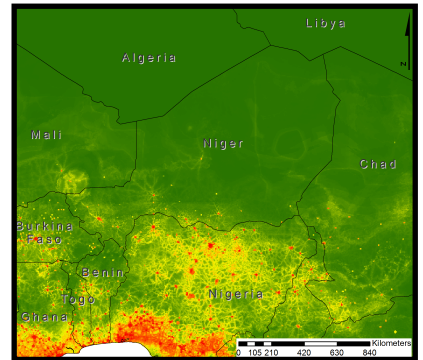 Libya
Algeria
N
Mali
Niger
Chad
Burkina
Faso
Benin
Togo
Nigeria
Ghana
Kilometers
0 105 210 420 630 840